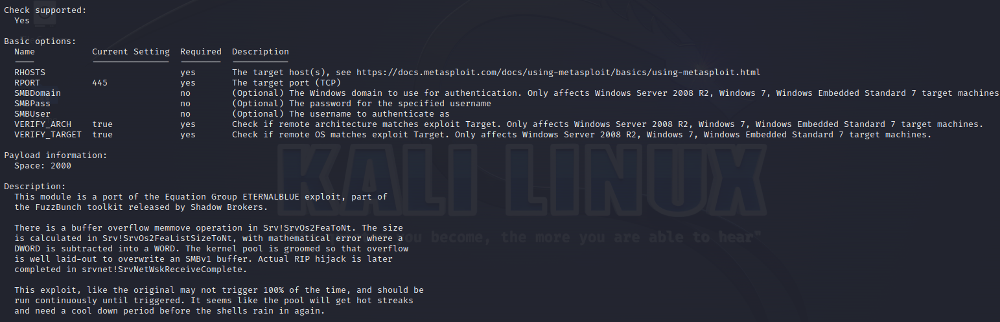 Check supported:
Yes
Basic options:
Name Current Setting Required Description
RHOSTS yes The target host(s), see https://docs.metasploit.com/docs/using-metasploit/basics/using-metasploit.html
RPORT 445 yes The target port (TCP)
SMBDomain no (Optional) The Windows domain to use for authentication. Only affects Windows Server 2008 R2, Windows 7, Windows Embedded Standard 7 target machines
SMBPass no (Optional) The password for the specified username
SMBUser no (Optional) The username to authenticate as
VERIFY_ARCH true yes Check if remote architecture matches exploit Target. Only affects Windows Server 2008 R2, Windows 7, Windows Embedded Standard 7 target machines.
VERIFY_TARGET true yes Check if remote OS matches exploit Target. Only affects Windows Server 2008 R2, Windows 7, Windows Embedded Standard 7 target machines.
Payload information:
Space: 2000
Description:
This module is a port of the Equation Group ETERNALBLUE exploit, part of
the FuzzBunch toolkit released by Shadow Brokers.
There is a buffer overflow memmove operation in Srv!SrvOs2FeaToNt. The size
is calculated in Srv!SrvOs2FeaListSizeToNt, with mathematical error where a
DWORD is subtracted into a WORD. The kernel pool is groomed so that overflow
is well laid-out to overwrite an SMBv1 buffer. Actual RIP hijack is later
completed in srvnet!SrvNetWskReceiveComplete.
This exploit, like the original may not trigger 100% of the time, and should be
run continuously until triggered. It seems like the pool will get hot streaks
and need a cool down period before the shells rain in again.
KALI LINUX
you become, the more you are able to hear"